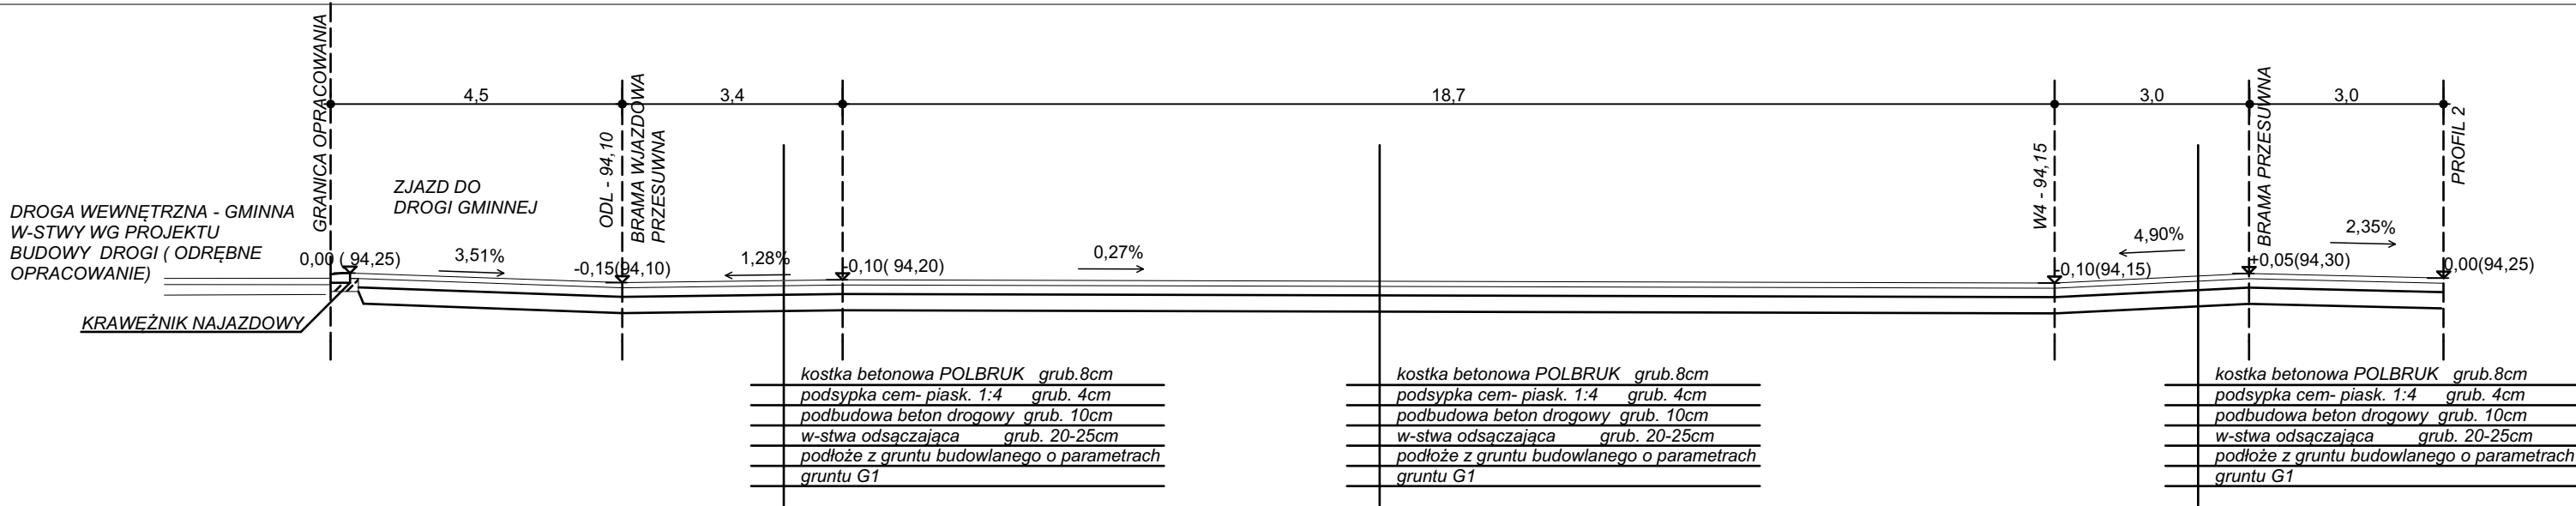 GRANICA OPRACOWANIA
4,5
3,4
18,7
3,0
3,0
ODL - 94,10
BRAMA WJAZDOWA
PRZESUWNA
W4 - 94,15
BRAMA PRZESUWNA
PROFIL 2
ZJAZD DO
DROGI GMINNEJ
DROGA WEWNĘTRZNA - GMINNA
W-STWY WG PROJEKTU
BUDOWY DROGI ( ODRĘBNE
OPRACOWANIE)
0,00 ( 94,25)
3,51%
-0,15(94,10)
1,28%
-0,10( 94,20)
0,27%
-0,10(94,15)
4,90%
+0,05(94,30)
2,35%
0,00(94,25)
KRAWĘŻNIK NAJAZDOWY
kostka betonowa POLBRUK grub.8cm
podsypka cem- piask. 1:4 grub. 4cm
podbudowa beton drogowy grub. 10cm
w-stwa odsączająca grub. 20-25cm
podłoże z gruntu budowlanego o parametrach
gruntu G1
kostka betonowa POLBRUK grub.8cm
podsypka cem- piask. 1:4 grub. 4cm
podbudowa beton drogowy grub. 10cm
w-stwa odsączająca grub. 20-25cm
podłoże z gruntu budowlanego o parametrach
gruntu G1
kostka betonowa POLBRUK grub.8cm
podsypka cem- piask. 1:4 grub. 4cm
podbudowa beton drogowy grub. 10cm
w-stwa odsączająca grub. 20-25cm
podłoże z gruntu budowlanego o parametrach
gruntu G1